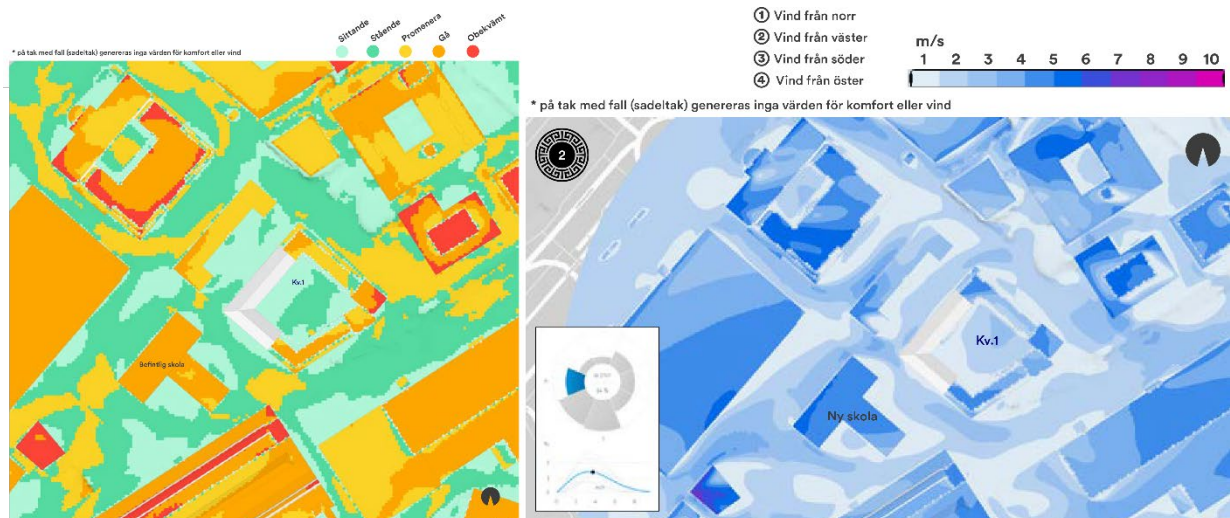 Sittande
Stående
Promenera
Gå
Obekvämt
* på tak med fall (sadeltak) genereras inga värden för komfort eller vind
Kv.1
Befintlig skola
1 Vind från norr
2 Vind från väster
3 Vind från söder
4 Vind från öster
m/s
1 2 3 4 5 6 7 8 9 10
* på tak med fall (sadeltak) genereras inga värden för komfort eller vind
2
Kv.1
Ny skola